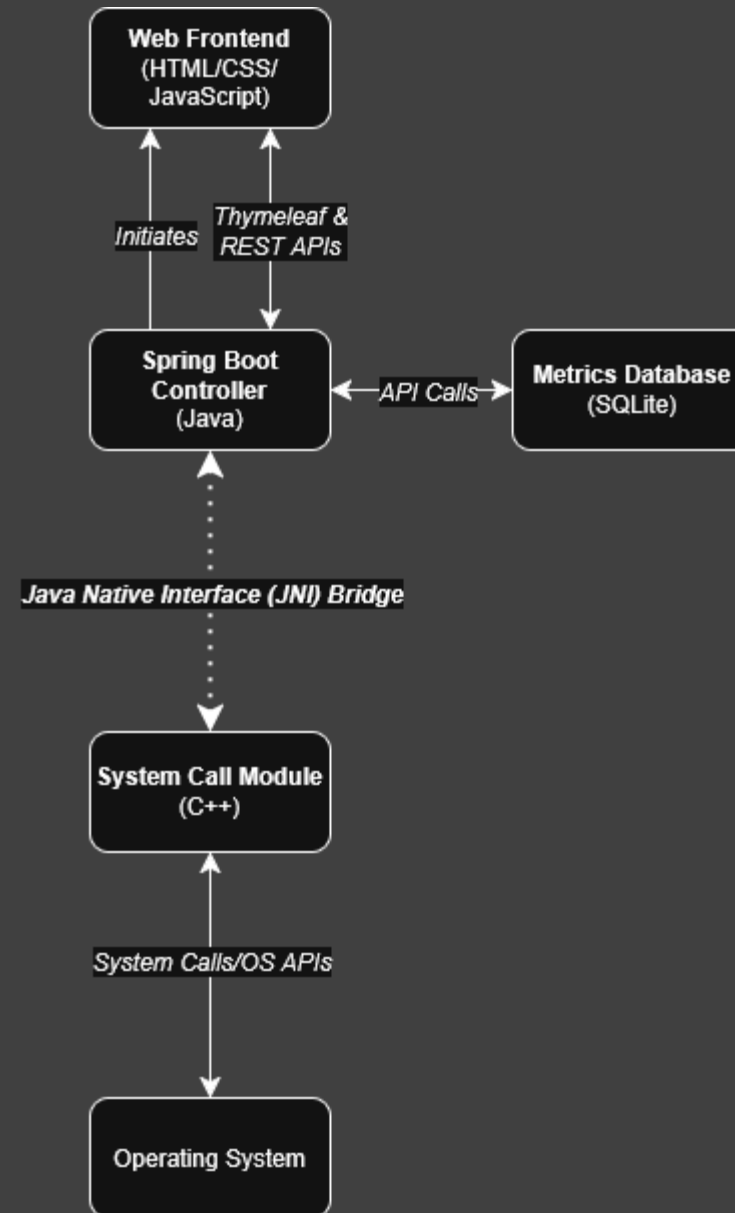 Web Frontend
(HTML/CSS/
JavaScript)
Initiates
Thymeleaf &
REST APIs
Spring Boot
Controller
(Java)
API Calls
Metrics Database
(SQLite)
Java Native Interface (JNI) Bridge
System Call Module
(C++)
System Calls/OS APIs
Operating System